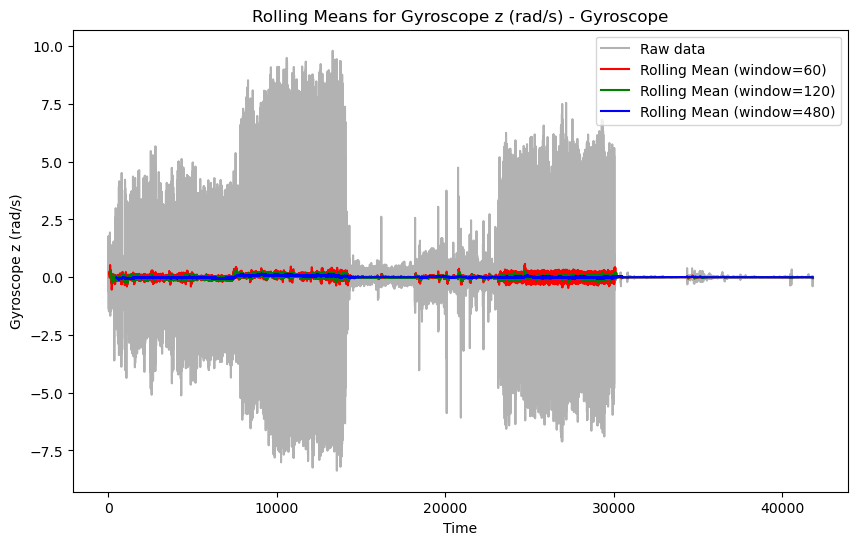 Rolling Means for Gyroscope z (rad/s) - Gyroscope
Raw data
Rolling Mean (window=60)
Rolling Mean (window=120)
Rolling Mean (window=480)
Gyroscope z (rad/s)
10.0
7.5
5.0
2.5
0.0
−2.5
−5.0
−7.5
0 10000 20000 30000 40000
Time